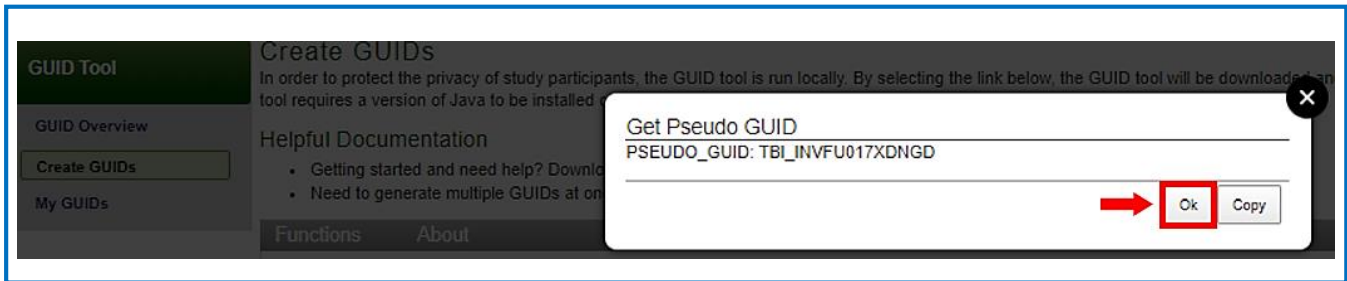 GUID Tool
GUID Overview
Create GUIDs
My GUIDs
Create GUIDs
In order to protect the privacy of study participants, the GUID tool is run locally. By selecting the link below, the GUID tool will be downloaded an
tool requires a version of Java to be installed
Helpful Documentation
• Getting started and need help? Downlo
• Need to generate multiple GUIDs at on
Functions About
Get Pseudo GUID
PSEUDO_GUID: TBI_INVFU017XDNGD
Ok Copy